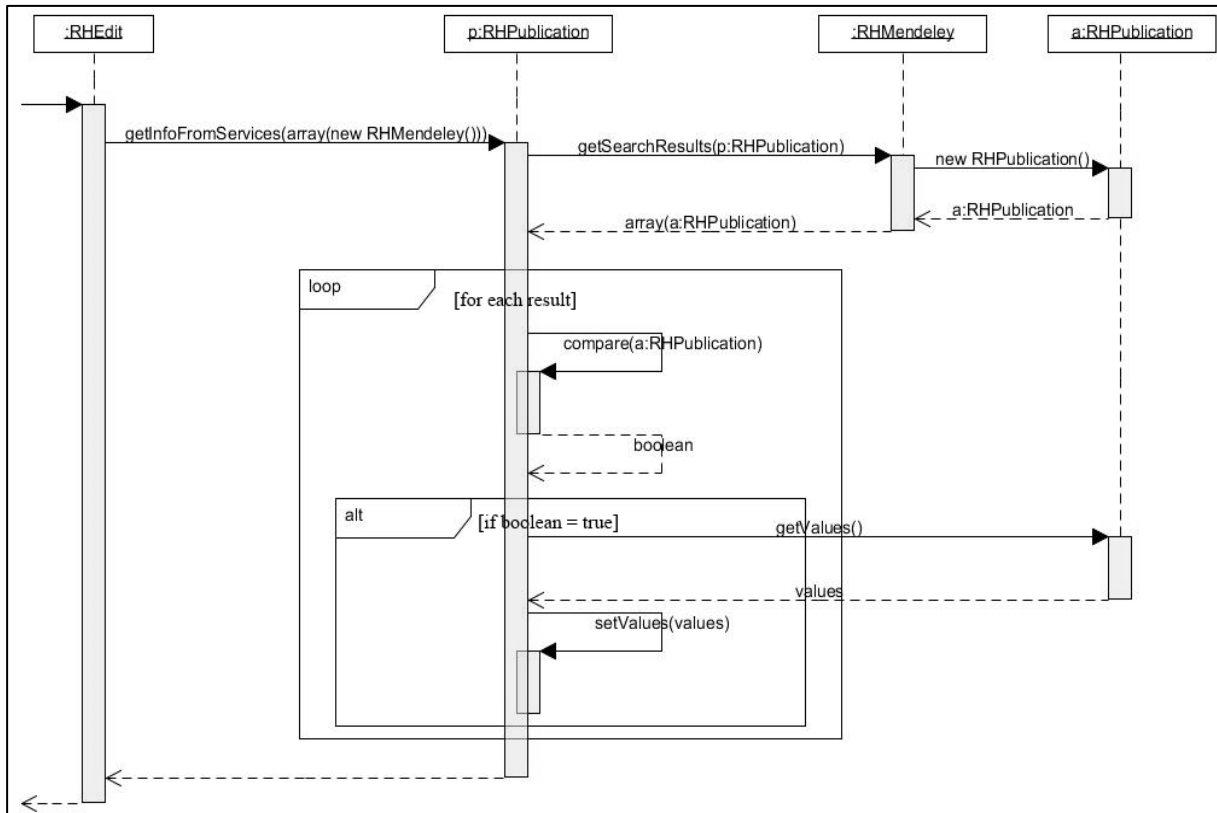 :RHEdit
p:RHPublication
:RHMendeley
a:RHPublication
getInfoFromServices(array(new RHMendeley()))
getSearchResults(p:RHPublication)
new RHPublication()
a:RHPublication
array(a:RHPublication)
loop
[for each result]
compare(a:RHPublication)
boolean
alt
[if boolean = true]
getValues()
values
setValues(values)